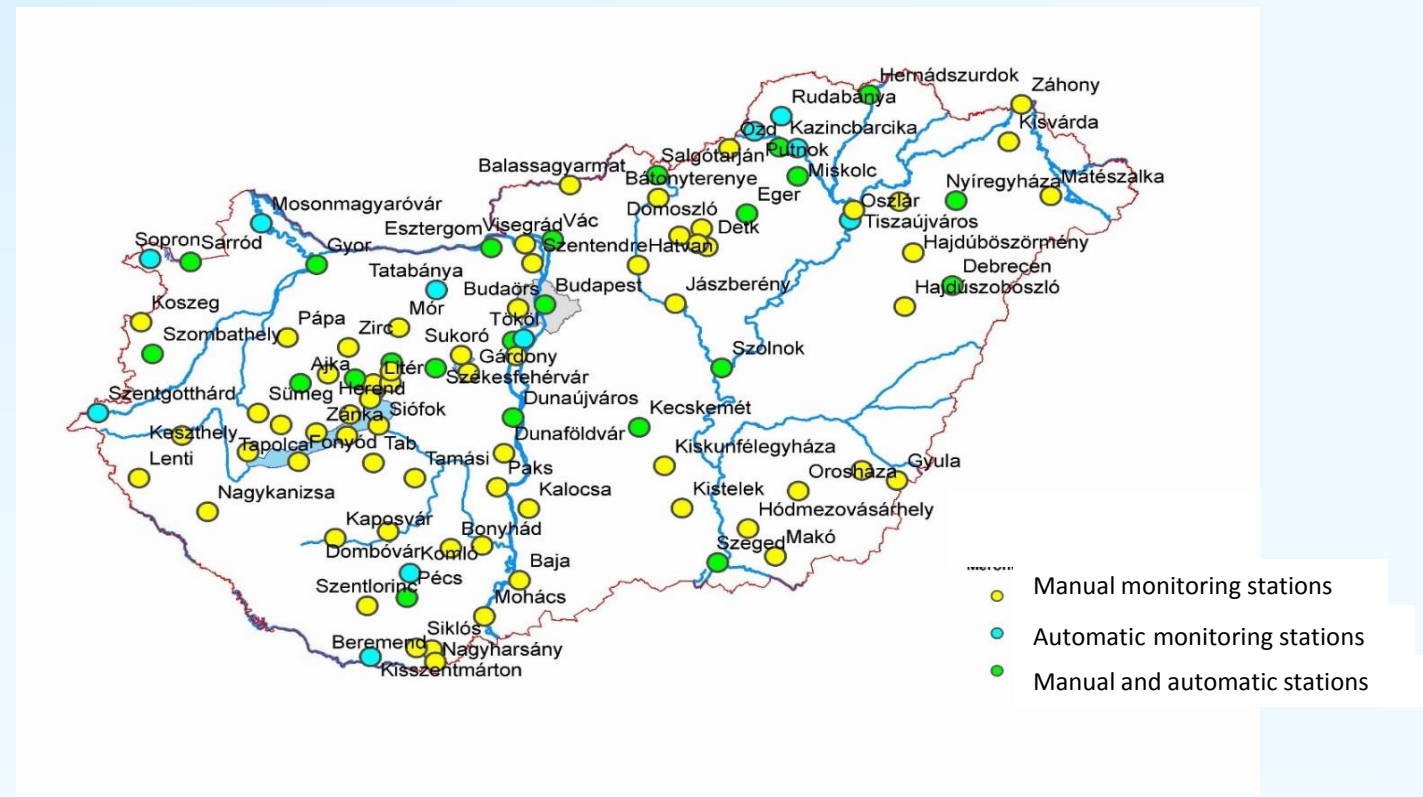 Hernádszurdok
Záhony
Rudabánya
Ózd
Kazincbarcika
Kisvárda
Salgótarján
Putnok
Balassagyarmat
Bátonyterenye
Miskolc
Nyíregyháza
Mátészalka
Eger
Domoszló
Oszlár
Mosonmagyaróvár
Esztergom
Visegrád
Vác
Detk
Tiszaújváros
Sopron
Sarród
Gyor
Szentendre
Hatvan
Hajdúböszörmény
Tatabánya
Debrecen
Budaörs
Budapest
Jászberény
Hajdúszoboszló
Koszeg
Mór
Pápa
Zirc
Tököl
Szombathely
Sukoró
Szolnok
Gárdony
Ajka
Litér
Székesfehérvár
Szentgotthárd
Sümeg
Herend
Dunaújváros
Zánka
Siófok
Kecskemét
Keszthely
Dunaföldvár
Tapolca
Fonyód
Tab
Kiskunfélegyháza
Lenti
Tamási
Paks
Orosháza
Gyula
Nagykanizsa
Kalocsa
Kistelek
Hódmezovásárhely
Kaposvár
Bonyhád
Dombóvár
Komló
Szeged
Makó
Baja
Pécs
Szentlorinc
Mohács
Siklós
Beremend
Nagyharsány
Kisszentmárton
Manual monitoring stations
Automatic monitoring stations
Manual and automatic stations